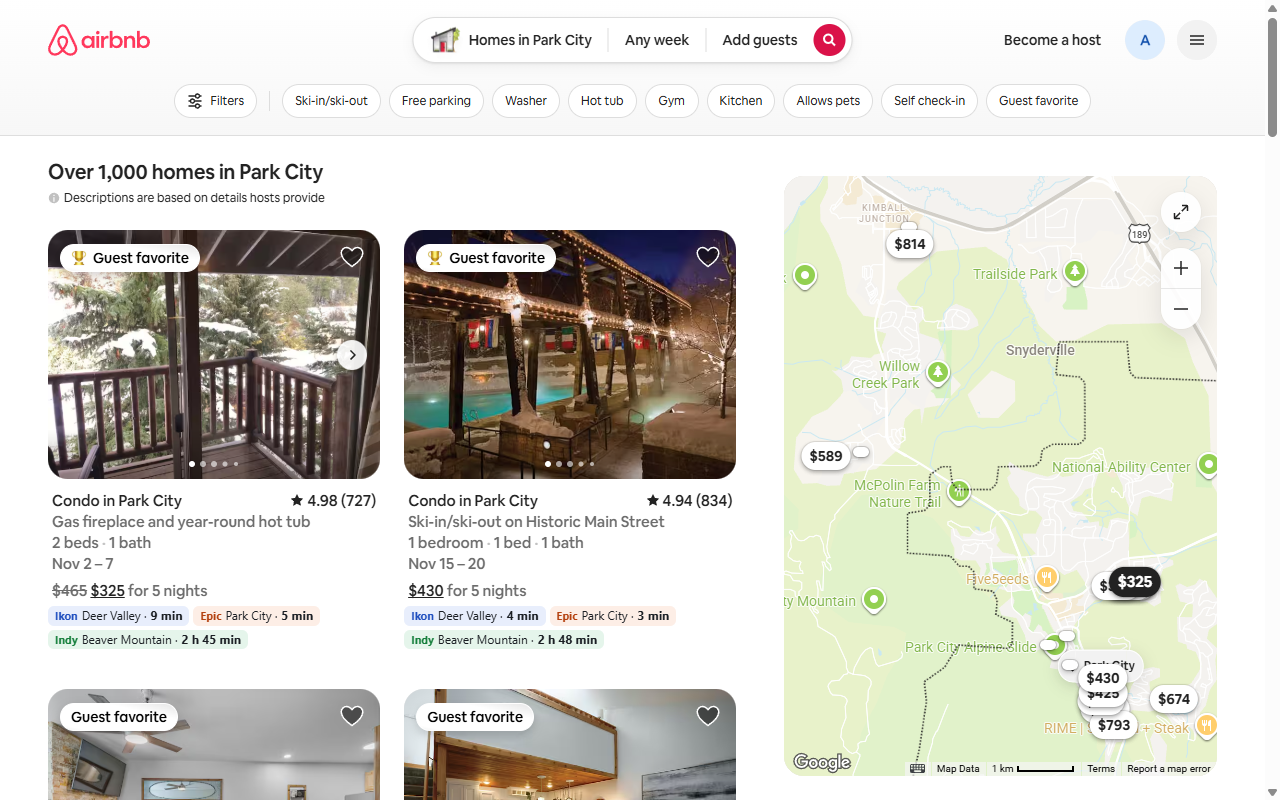 airbnb
Homes in Park City
Any week
Add guests
Become a host
A
Filters
Ski-in/ski-out
Free parking
Washer
Hot tub
Gym
Kitchen
Allows pets
Self check-in
Guest favorite
Over 1,000 homes in Park City
Descriptions are based on details hosts provide
Guest favorite
Condo in Park City
4.98 (727)
Gas fireplace and year-round hot tub
2 beds · 1 bath
Nov 2 – 7
$465 $325 for 5 nights
Ikon Deer Valley · 9 min
Epic Park City · 5 min
Indy Beaver Mountain · 2 h 45 min
Guest favorite
Condo in Park City
4.94 (834)
Ski-in/ski-out on Historic Main Street
1 bedroom · 1 bed · 1 bath
Nov 15 – 20
$430 for 5 nights
Ikon Deer Valley · 4 min
Epic Park City · 3 min
Indy Beaver Mountain · 2 h 48 min
Guest favorite
Guest favorite
KIMBALL
JUNCTION
$814
189
Trailside Park
Snyderville
Willow
Creek Park
$589
National Ability Center
McPolin Farm
Nature Trail
Five5eeds
$325
ty Mountain
Park City Alpine Slide
Park City
$430
$425
$674
$793
RIME |
+ Steak
Google
Map Data
1 km
Terms
Report a map error